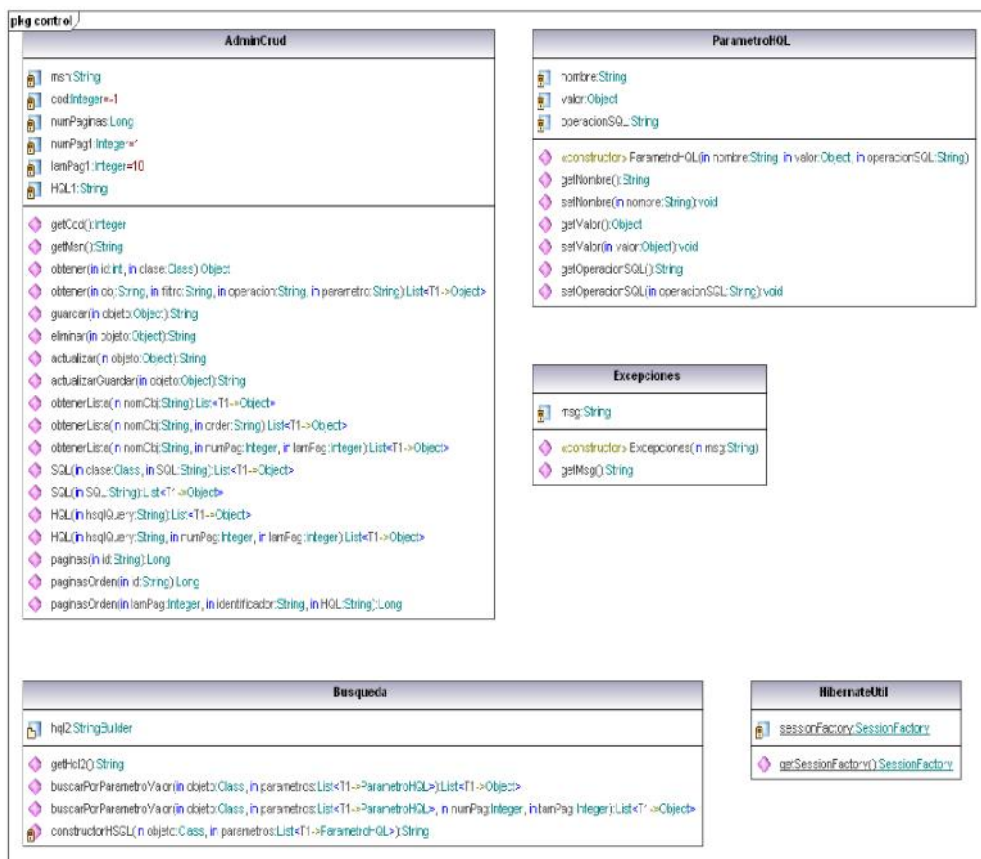 pkg control
AdminCrud
msn:String
cod:Integer=-1
numPaginas:Long
numPag1:Integer=1
tamPag1:Integer=10
HQL1:String
getCod():Integer
getMsn():String
obtener(in id:int, in clase:Class):Object
obtener(in obj:String, in filtro:String, in operacion:String, in parametro:String):List<T1->Object>
guardar(in objeto:Object):String
eliminar(in objeto:Object):String
actualizar(in objeto:Object):String
actualizarGuardar(in objeto:Object):String
obtenerLista(in nomObj:String):List<T1->Object>
obtenerLista(in nomObj:String, in order:String):List<T1->Object>
obtenerLista(in nomObj:String, in numPag:Integer, in tamPag:Integer):List<T1->Object>
SQL(in clase:Class, in SQL:String):List<T1->Object>
SQL(in SQL:String):List<T1->Object>
HQL(in hsqlQuery:String):List<T1->Object>
HQL(in hsqlQuery:String, in numPag:Integer, in tamPag:Integer):List<T1->Object>
paginas(in id:String):Long
paginasOrden(in id:String):Long
paginasOrden(in tamPag:Integer, in identificador:String, in HQL:String):Long
ParametroHQL
nombre:String
valor:Object
operacionSQL:String
«constructor» ParametroHQL(in nombre:String, in valor:Object, in operacionSQL:String)
getNombre():String
setNombre(in nombre:String):void
getValor():Object
setValor(in valor:Object):void
getOperacionSQL():String
setOperacionSQL(in operacionSQL:String):void
Excepciones
msg:String
«constructor» Excepciones(in msg:String)
getMsg():String
Busqueda
hql2:StringBuilder
getHql2():String
buscarPorParametroValor(in objeto:Class, in parametros:List<T1->ParametroHQL>):List<T1->Object>
buscarPorParametroValor(in objeto:Class, in parametros:List<T1->ParametroHQL>, in numPag:Integer, in tamPag:Integer):List<T1->Object>
constructorHSQL(in objeto:Class, in parametros:List<T1->ParametroHQL>):String
HibernateUtil
sessionFactory:SessionFactory
getSessionFactory():SessionFactory